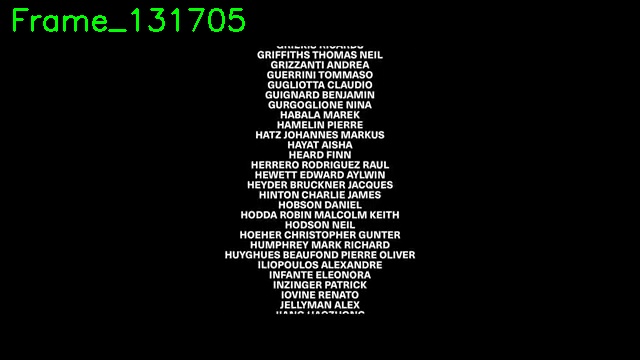 Frame_131705
GRIFFITHS THOMAS NEIL
GRIZZANTI ANDREA
GUERRINI TOMMASO
GUGLIOTTA CLAUDIO
GUIGNARD BENJAMIN
GURGOGLIONE NINA
HABALA MAREK
HAMELIN PIERRE
HATZ JOHANNES MARKUS
HAYAT AISHA
HEARD FINN
HERRERO RODRIGUEZ RAUL
HEWETT EDWARD AYLWIN
HEYDER BRUCKNER JACQUES
HINTON CHARLIE JAMES
HOBSON DANIEL
HODDA ROBIN MALCOLM KEITH
HODSON NEIL
HOEHER CHRISTOPHER GUNTER
HUMPHREY MARK RICHARD
HUYGHUES BEAUFOND PIERRE OLIVER
ILIOPOULOS ALEXANDRE
INFANTE ELEONORA
INZINGER PATRICK
IOVINE RENATO
JELLYMAN ALEX